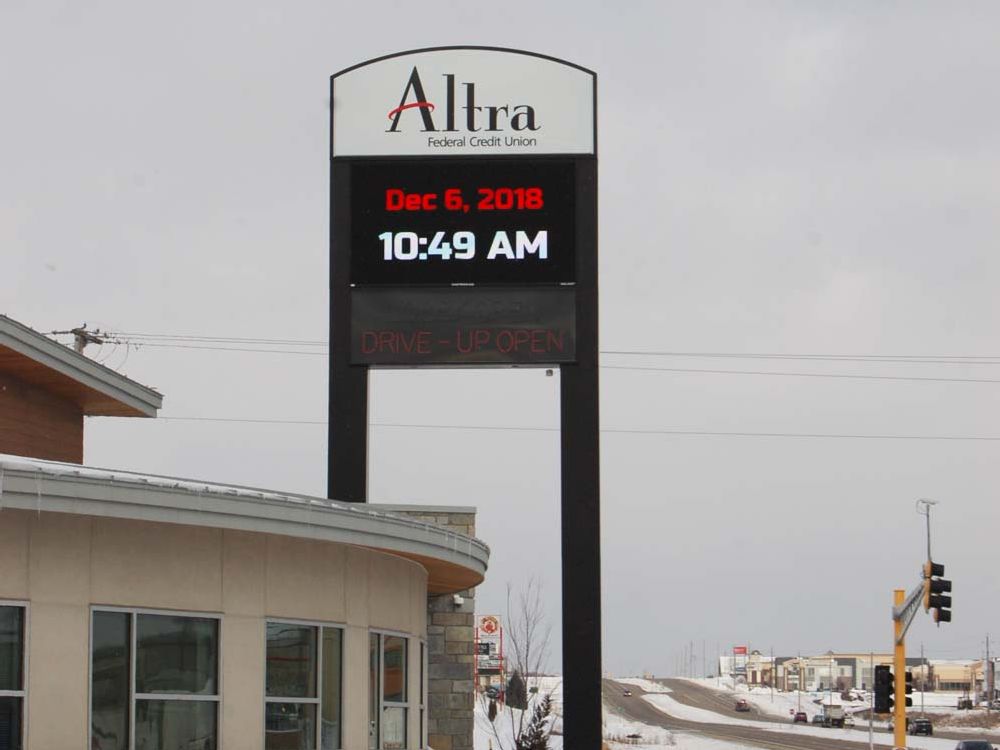 Altra
Federal Credit Union
Dec 6, 2018
10:49 AM
DRIVE - UP OPEN